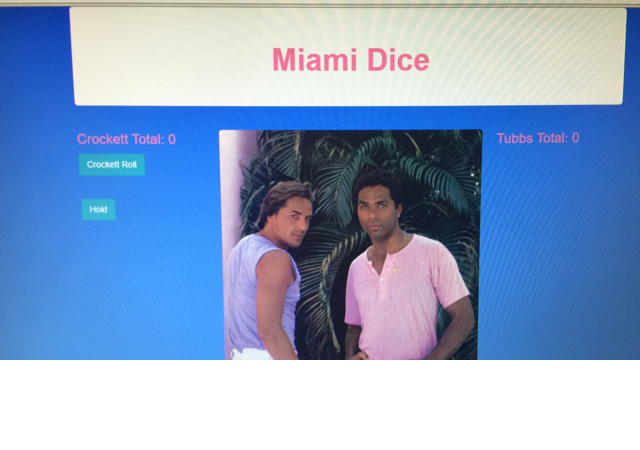 Miami Dice
Crockett Total: 0
Tubbs Total: 0
Crockett Roll
Hold